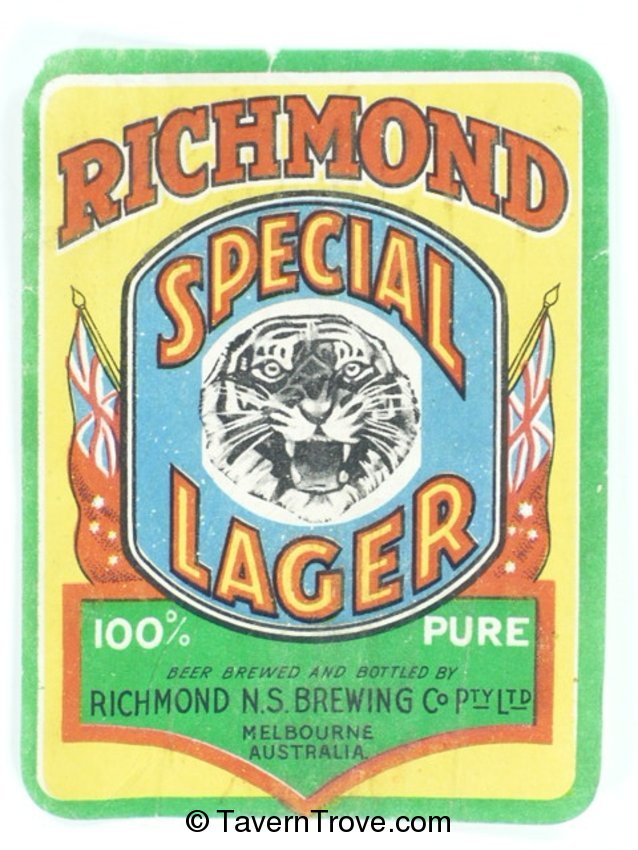 RICHMOND
SPECIAL
LAGER
100% PURE
BEER BREWED AND BOTTLED BY
RICHMOND N.S. BREWING Co PTY LTD
MELBOURNE
AUSTRALIA.
© TavernTrove.com